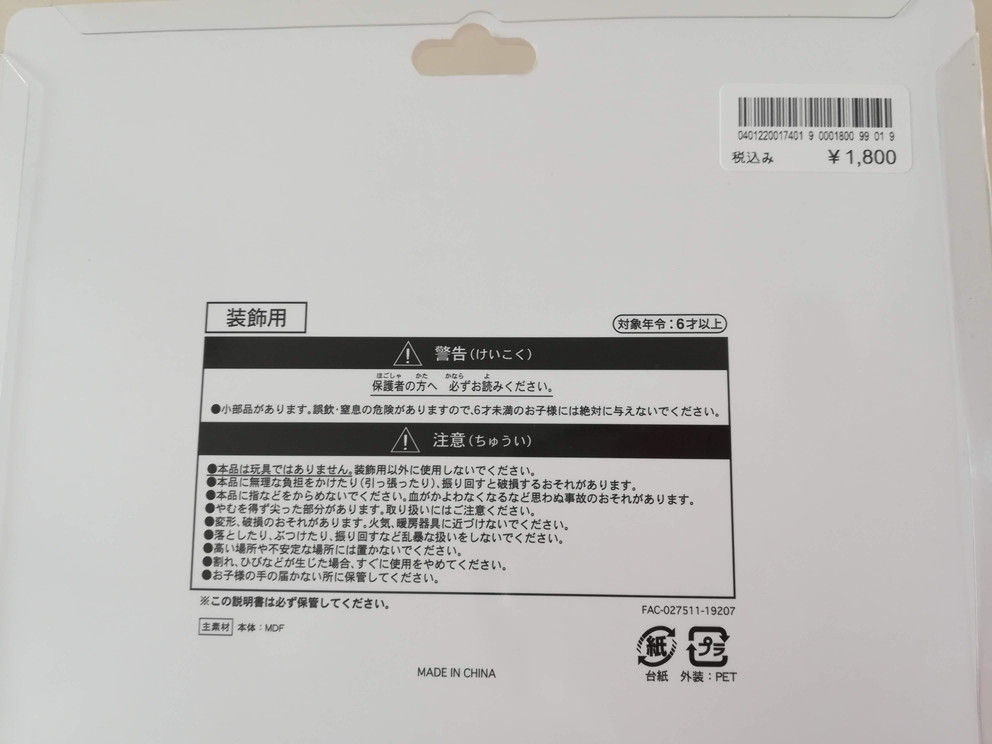 0401220017401 9 0001800 99 01 9
税込み ¥1,800
装飾用
対象年令:6才以上
警告(けいこく)
ほごしゃ かた かなら よ
保護者の方へ 必ずお読みください。
●小部品があります。誤飲・窒息の危険がありますので、6才未満のお子様には絶対に与えないでください。
注意(ちゅうい)
●本品は玩具ではありません。装飾用以外に使用しないでください。
●本品に無理な負担をかけたり(引っ張ったり)、振り回すと破損するおそれがあります。
●本品に指などをからめないでください。血がかよわなくなるなど思わぬ事故のおそれがあります。
●やむを得ず尖った部分があります。取り扱いにはご注意ください。
●変形、破損のおそれがあります。火気、暖房器具に近づけないでください。
●落としたり、ぶつけたり、振り回すなど乱暴な扱いをしないでください。
●高い場所や不安定な場所には置かないでください。
●割れ、ひびなどが生じた場合、すぐに使用をやめてください。
●お子様の手の届かない所に保管してください。
※この説明書は必ず保管してください。
FAC-027511-19207
主素材 本体:MDF
紙 プラ
台紙 外装:PET
MADE IN CHINA